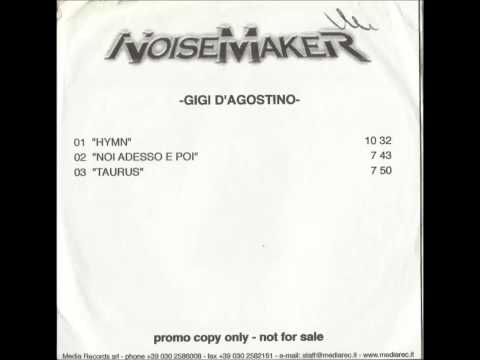 NOISEMAKER
-GIGI D'AGOSTINO-
01 "HYMN" 10 32
02 "NOI ADESSO E POI" 7 43
03 "TAURUS" 7 50
promo copy only - not for sale
Media Records srl - phone +39 030 2586008 - fax +39 030 2582161 - e-mail: staff@mediarec.it - www.mediarec.it